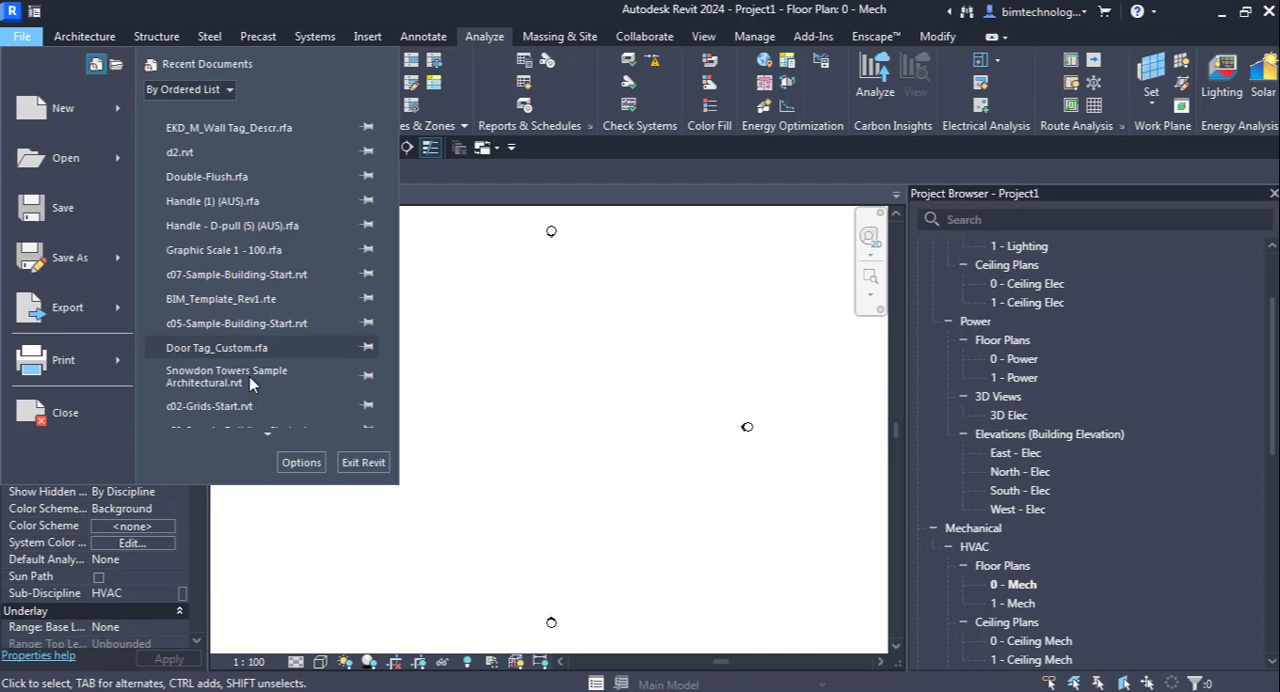 R
Autodesk Revit 2024 - Project1 - Floor Plan: 0 - Mech
bimtechnolog...
File Architecture Structure Steel Precast Systems Insert Annotate Analyze Massing & Site Collaborate View Manage Add-Ins Enscape™ Modify
Recent Documents
By Ordered List
New
Open
Save
Save As
Export
Print
Close
EKD_M_Wall Tag_Descr.rfa
d2.rvt
Double-Flush.rfa
Handle (1) (AUS).rfa
Handle - D-pull (5) (AUS).rfa
Graphic Scale 1 - 100.rfa
c07-Sample-Building-Start.rvt
BIM_Template_Rev1.rte
c05-Sample-Building-Start.rvt
Door Tag_Custom.rfa
Snowdon Towers Sample
Architectural.rvt
c02-Grids-Start.rvt
Options
Exit Revit
Analyze View Set Lighting Solar
es & Zones Reports & Schedules Check Systems Color Fill Energy Optimization Carbon Insights Electrical Analysis Route Analysis Work Plane Energy Analysis
2D
Show Hidden ... By Discipline
Color Scheme... Background
Color Scheme <none>
System Color ... Edit...
Default Analy... None
Sun Path
Sub-Discipline HVAC
Underlay
Range: Base L... None
Range: Top Le... Unbounded
Properties help
Apply
Project Browser - Project1
Search
1 - Lighting
Ceiling Plans
0 - Ceiling Elec
1 - Ceiling Elec
Power
Floor Plans
0 - Power
1 - Power
3D Views
3D Elec
Elevations (Building Elevation)
East - Elec
North - Elec
South - Elec
West - Elec
Mechanical
HVAC
Floor Plans
0 - Mech
1 - Mech
Ceiling Plans
0 - Ceiling Mech
1 - Ceiling Mech
1 : 100
Click to select, TAB for alternates, CTRL adds, SHIFT unselects.
Main Model
:0